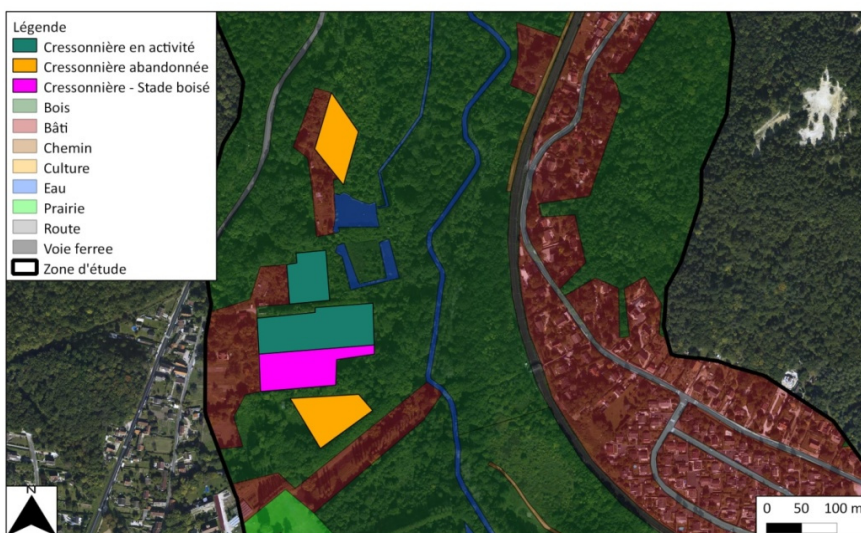 Légende
Cressonnière en activité
Cressonnière abandonnée
Cressonnière - Stade boisé
Bois
Bâti
Chemin
Culture
Eau
Prairie
Route
Voie ferree
Zone d'étude
N
0 50 100 m